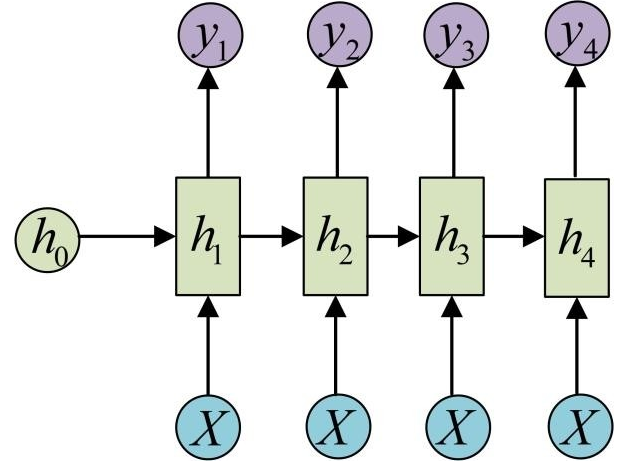 y₁ y₂ y₃ y₄
h₀ h₁ h₂ h₃ h₄
X X X X